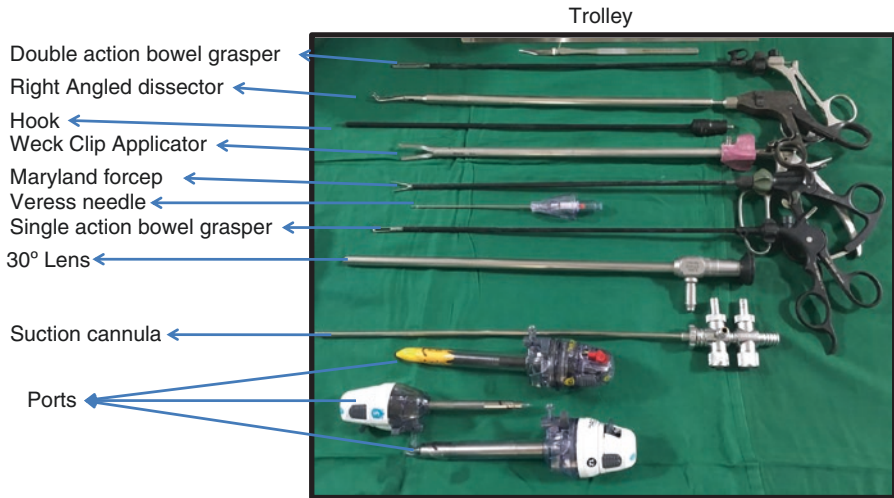 Trolley
Double action bowel grasper
Right Angled dissector
Hook
Weck Clip Applicator
Maryland forcep
Veress needle
Single action bowel grasper
30º Lens
Suction cannula
Ports